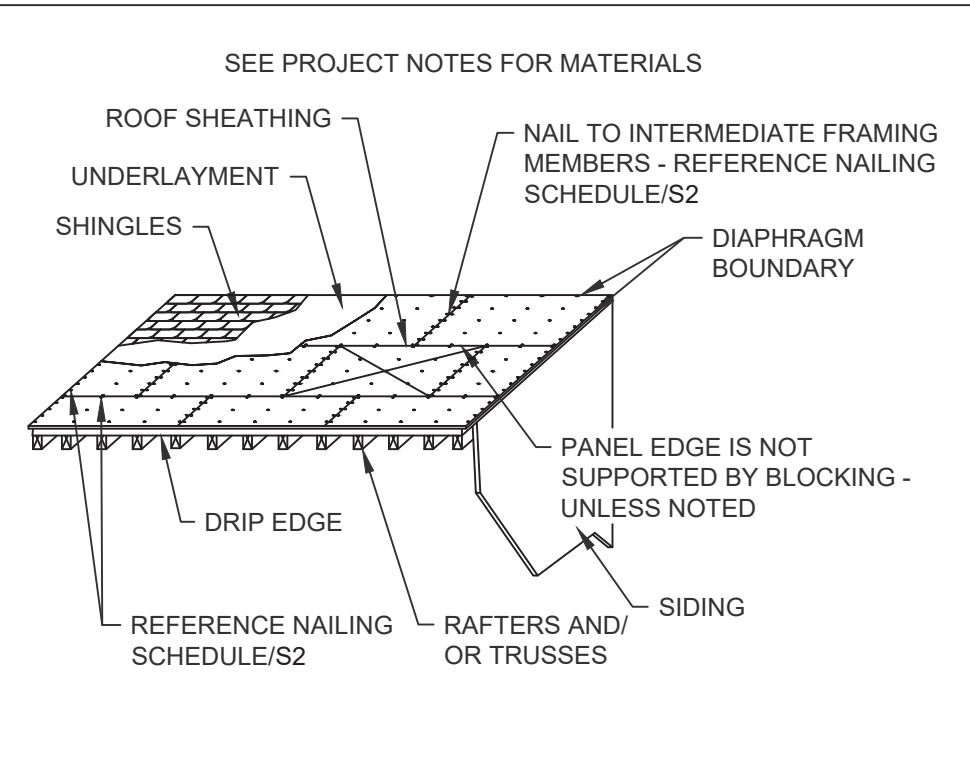 SEE PROJECT NOTES FOR MATERIALS
ROOF SHEATHING
NAIL TO INTERMEDIATE FRAMING
MEMBERS - REFERENCE NAILING
SCHEDULE/S2
UNDERLAYMENT
SHINGLES
DIAPHRAGM
BOUNDARY
PANEL EDGE IS NOT
SUPPORTED BY BLOCKING -
UNLESS NOTED
DRIP EDGE
SIDING
REFERENCE NAILING
SCHEDULE/S2
RAFTERS AND/
OR TRUSSES